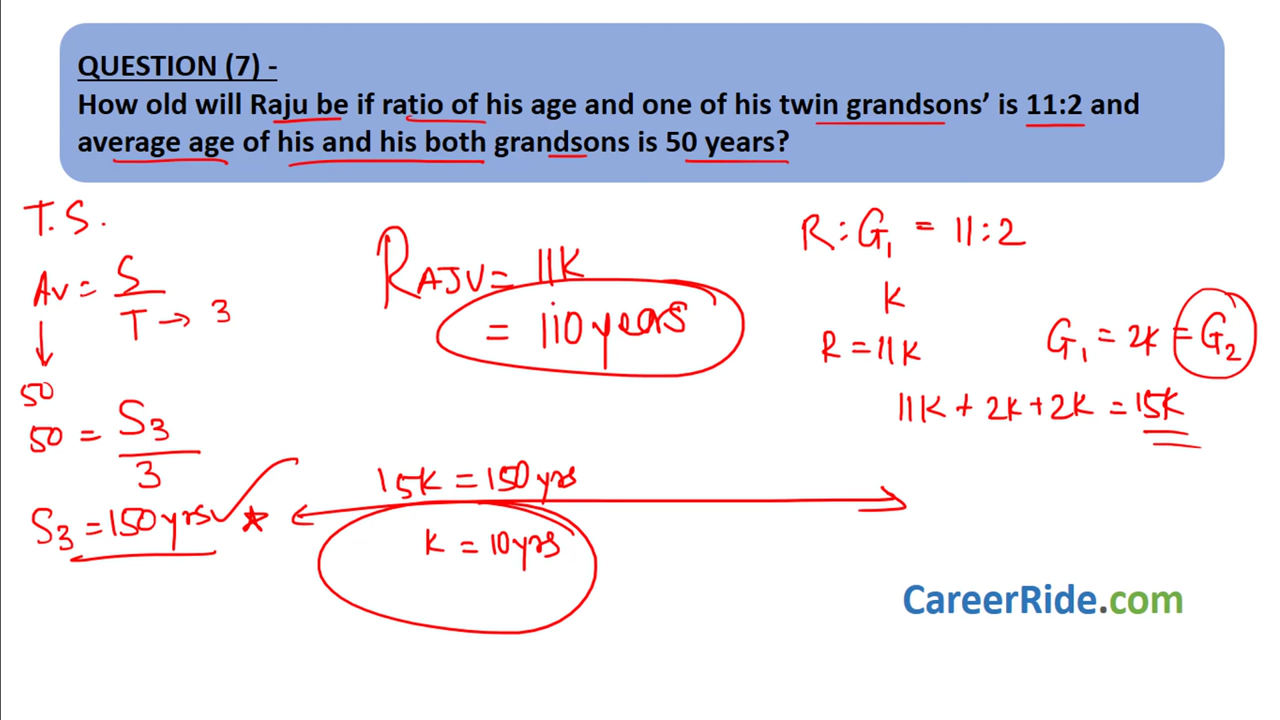 QUESTION (7) -
How old will Raju be if ratio of his age and one of his twin grandsons’ is 11:2 and
average age of his and his both grandsons is 50 years?
T.S.
Av = S / T → 3
50
50 = S3 / 3
S3 = 150yrs
RAJU = 11K
= 110 years
15K = 150 yrs
K = 10 yrs
R : G1 = 11 : 2
K
R = 11K
G1 = 2K = G2
11K + 2K + 2K = 15K
CareerRide.com